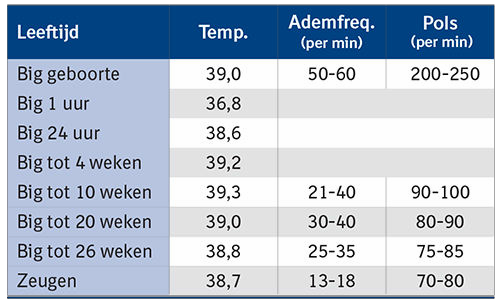 Leeftijd Temp. Ademfreq. (per min) Pols (per min)
Big geboorte 39,0 50-60 200-250
Big 1 uur 36,8
Big 24 uur 38,6
Big tot 4 weken 39,2
Big tot 10 weken 39,3 21-40 90-100
Big tot 20 weken 39,0 30-40 80-90
Big tot 26 weken 38,8 25-35 75-85
Zeugen 38,7 13-18 70-80